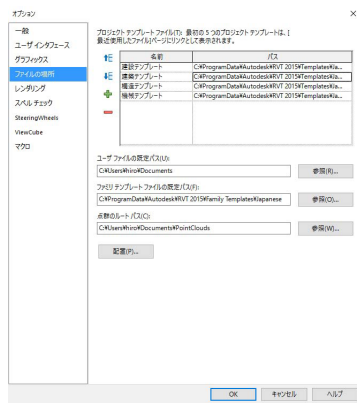 オプション
×
一般
ユーザ インタフェース
グラフィックス
ファイルの場所
レンダリング
スペル チェック
SteeringWheels
ViewCube
マクロ
プロジェクト テンプレート ファイル(T): 最初の 5 つのプロジェクト テンプレートは、[
最近使用したファイル]ページにリンクとして表示されます。
名前 パス
建設テンプレート C:¥ProgramData¥Autodesk¥RVT 2015¥Templates¥Ja...
建築テンプレート C:¥ProgramData¥Autodesk¥RVT 2015¥Templates¥Ja...
構造テンプレート C:¥ProgramData¥Autodesk¥RVT 2015¥Templates¥Ja...
機械テンプレート C:¥ProgramData¥Autodesk¥RVT 2015¥Templates¥Ja...
ユーザ ファイルの既定パス(U):
C:¥Users¥hiro¥Documents 参照(R)...
ファミリ テンプレート ファイルの既定パス(F):
C:¥ProgramData¥Autodesk¥RVT 2015¥Family Templates¥Japanese 参照(O)...
点群のルート パス(C):
C:¥Users¥hiro¥Documents¥PointClouds 参照(W)...
配置(P)...
OK キャンセル ヘルプ